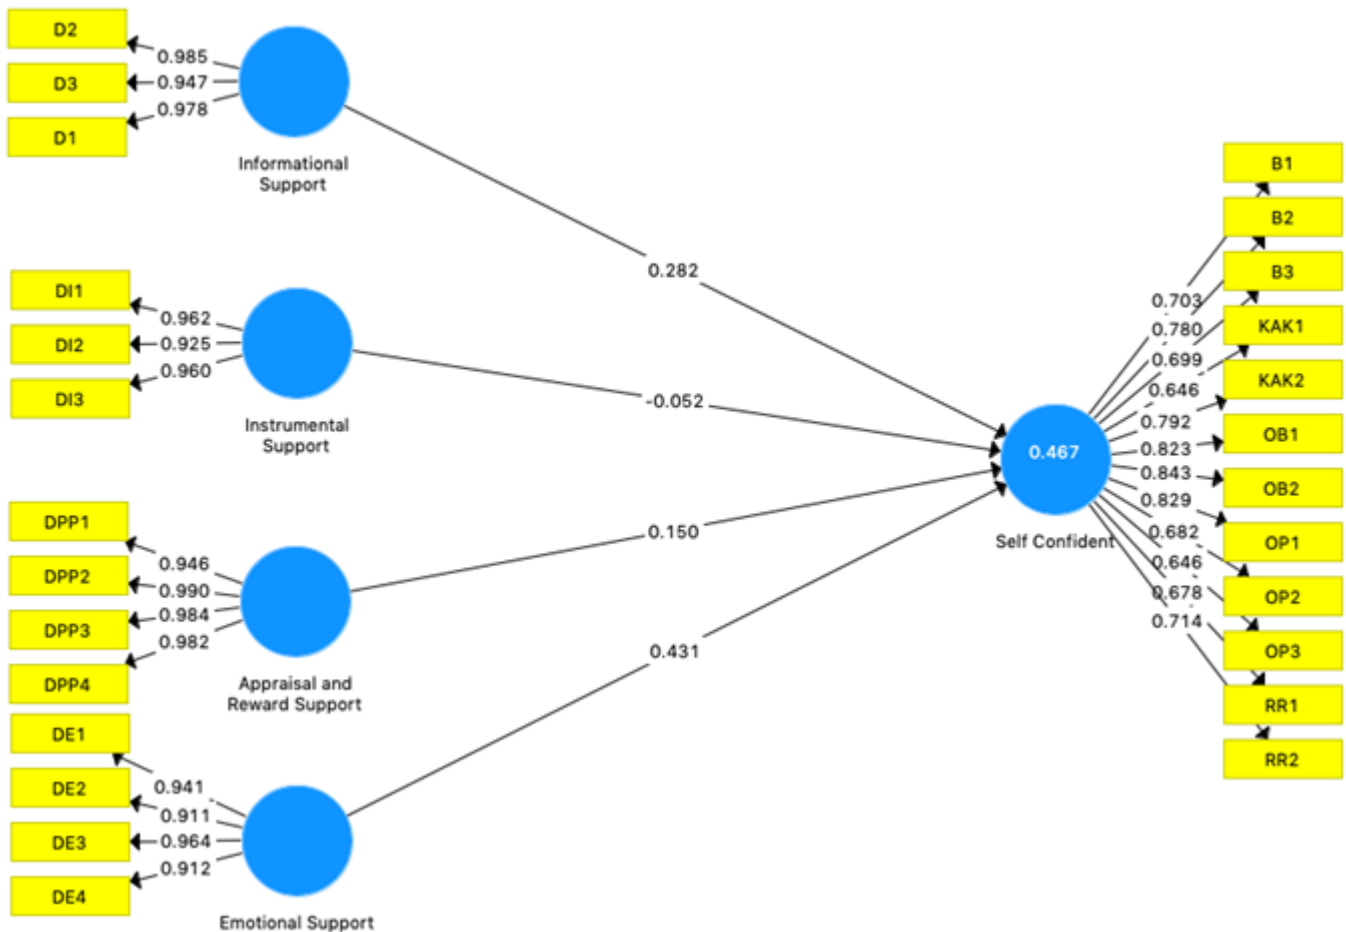 D2
D3
D1
0.985
0.947
0.978
Informational
Support
0.282
DI1
DI2
DI3
0.962
0.925
0.960
Instrumental
Support
-0.052
DPP1
DPP2
DPP3
DPP4
0.946
0.990
0.984
0.982
Appraisal and
Reward Support
0.150
DE1
DE2
DE3
DE4
0.941
0.911
0.964
0.912
Emotional Support
0.431
0.467
Self Confident
0.703
0.780
0.699
0.646
0.792
0.823
0.843
0.829
0.682
0.646
0.678
0.714
B1
B2
B3
KAK1
KAK2
OB1
OB2
OP1
OP2
OP3
RR1
RR2